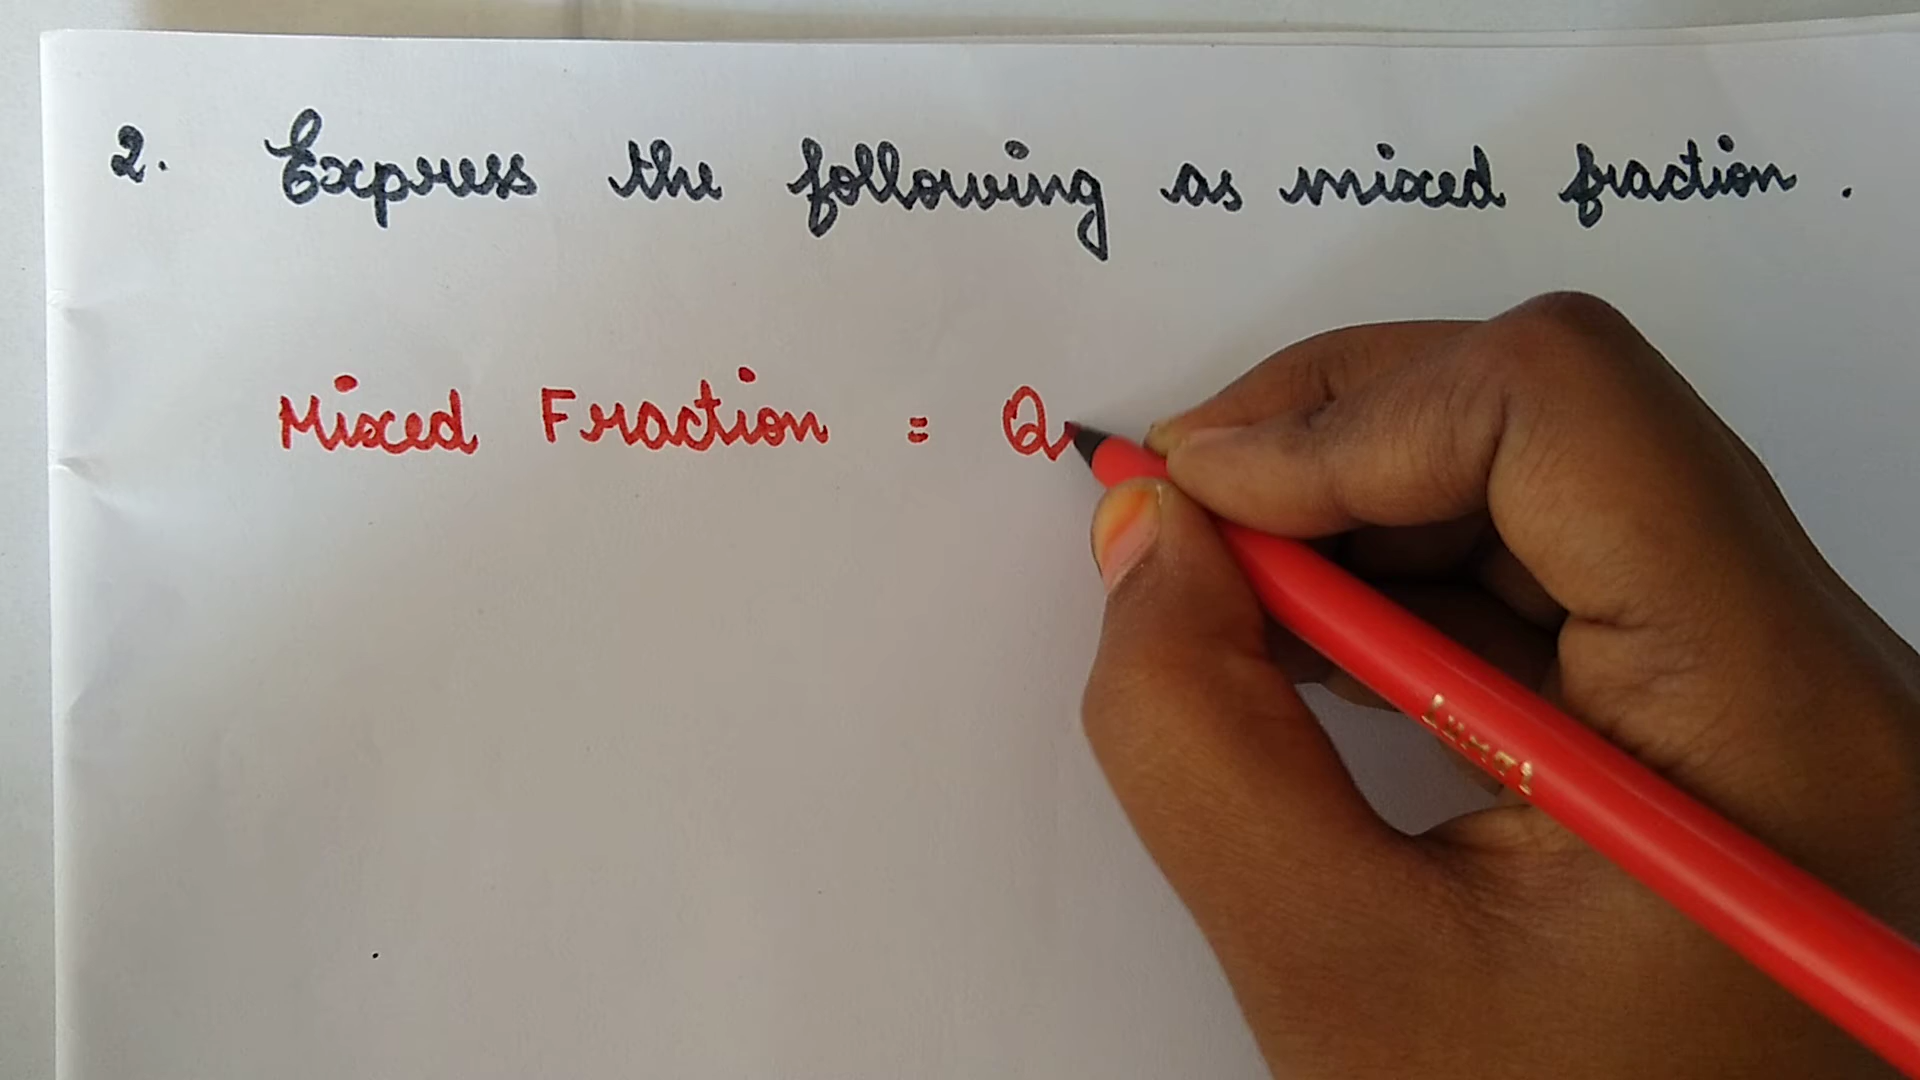 2. Express the following as mixed fraction.
Mixed Fraction = Q